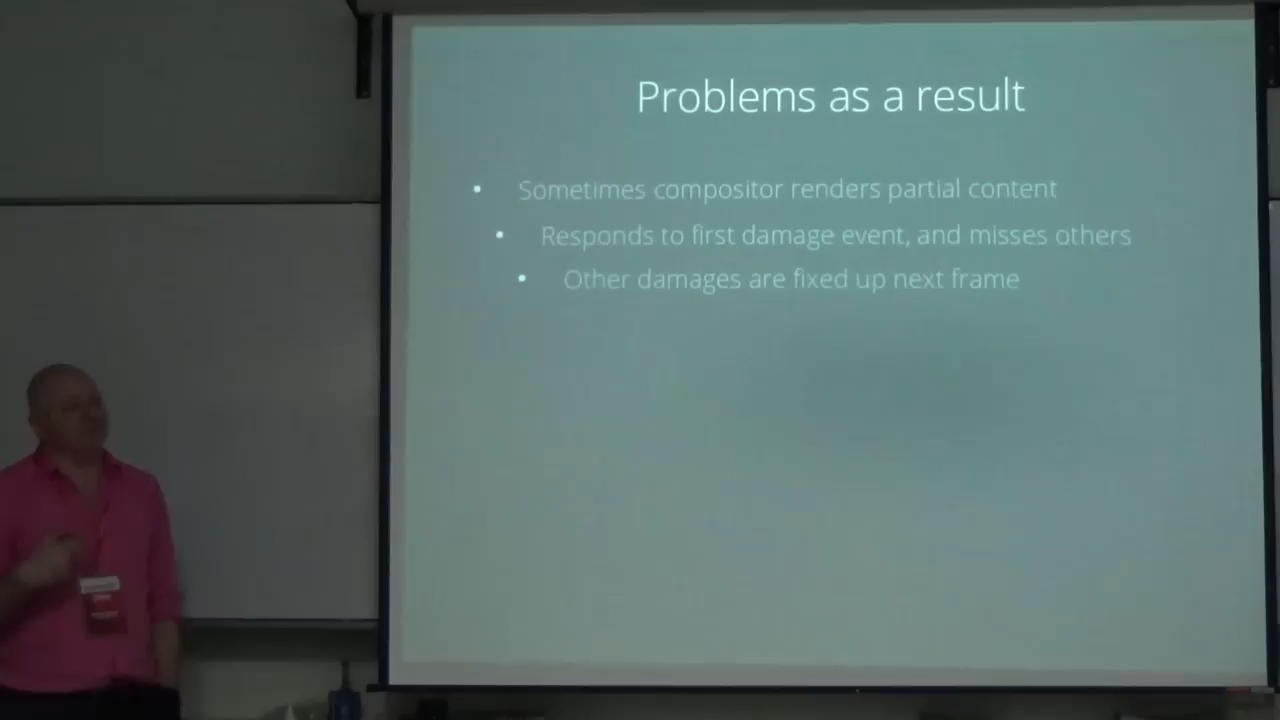 Problems as a result
• Sometimes compositor renders partial content
• Responds to first damage event, and misses others
• Other damages are fixed up next frame